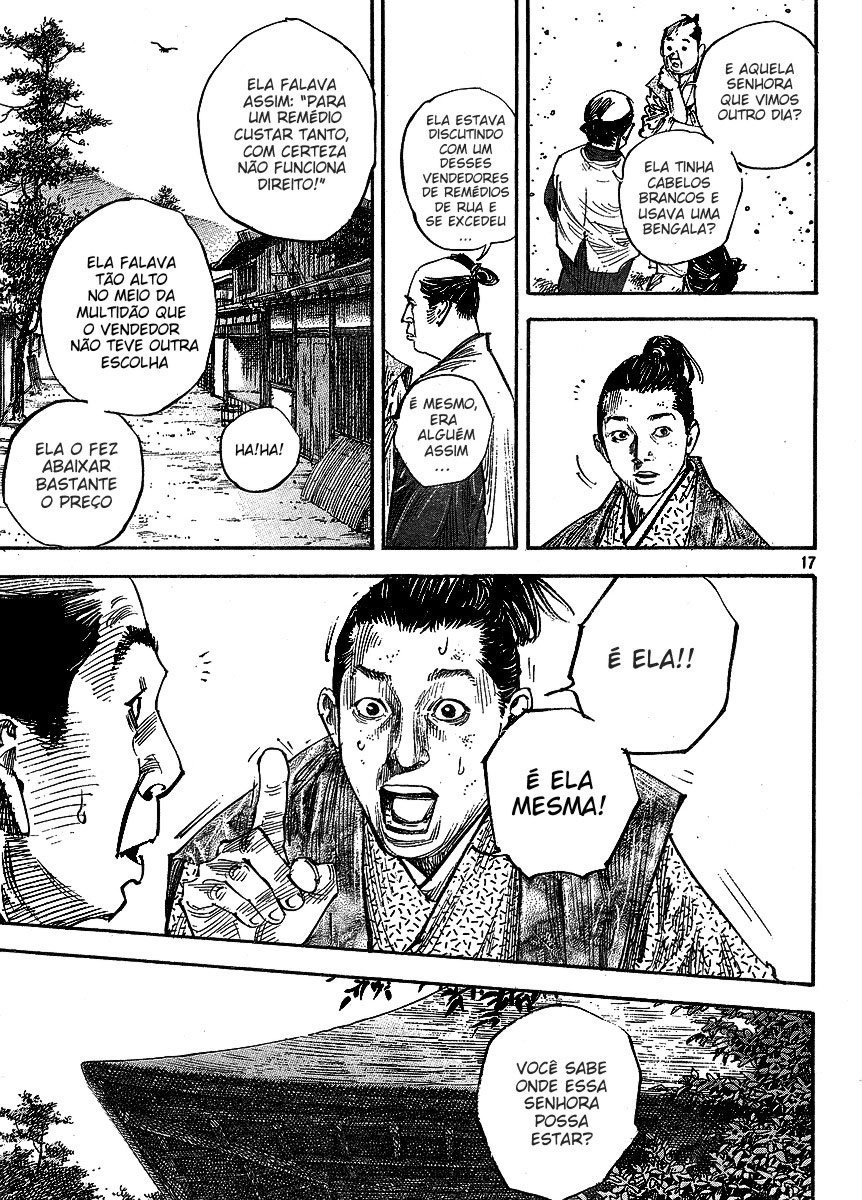 E AQUELA
SENHORA
QUE VIMOS
OUTRO DIA?
ELA TINHA
CABELOS
BRANCOS E
USAVA UMA
BENGALA?
ELA ESTAVA
DISCUTINDO
COM UM
DESSES
VENDEDORES
DE REMÉDIOS
DE RUA E
SE EXCEDEU
...
É MESMO,
ERA
ALGUÉM
ASSIM
...
ELA FALAVA
ASSIM: "PARA
UM REMÉDIO
CUSTAR TANTO,
COM CERTEZA
NÃO FUNCIONA
DIREITO!"
ELA FALAVA
TÃO ALTO
NO MEIO DA
MULTIDÃO QUE
O VENDEDOR
NÃO TEVE OUTRA
ESCOLHA
HA!HA!
ELA O FEZ
ABAIXAR
BASTANTE
O PREÇO
17
É ELA!!
É ELA
MESMA!
VOCÊ SABE
ONDE ESSA
SENHORA
POSSA
ESTAR?